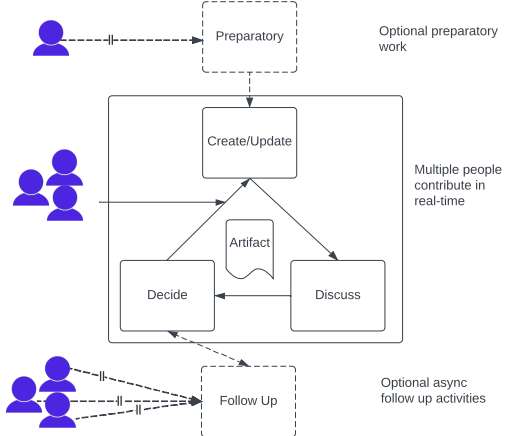 Preparatory
Optional preparatory
work
Create/Update
Multiple people
contribute in
real-time
Artifact
Decide
Discuss
Follow Up
Optional async
follow up activities